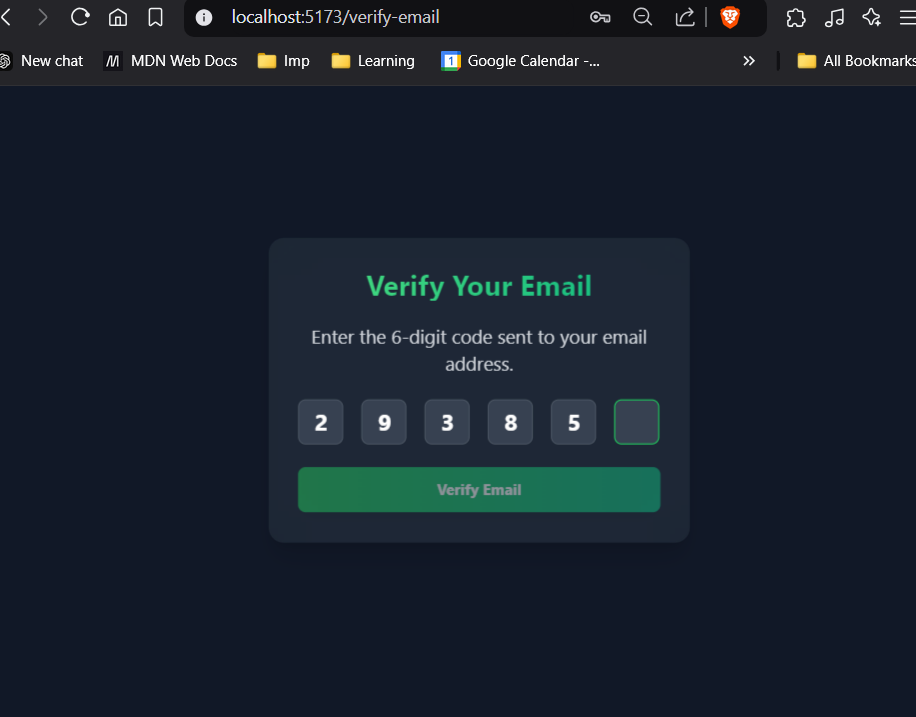 localhost:5173/verify-email
New chat
MDN Web Docs
Imp
Learning
1
Google Calendar -...
»
All Bookmarks
Verify Your Email
Enter the 6-digit code sent to your email
address.
2 9 3 8 5
Verify Email